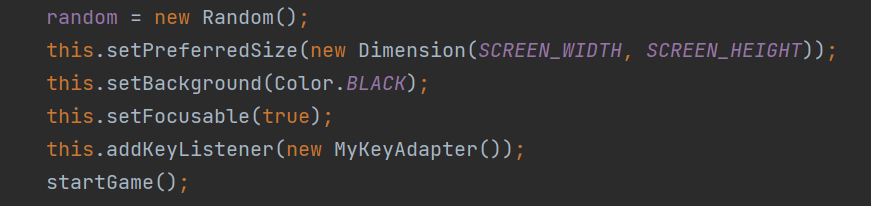 random = new Random();
this.setPreferredSize(new Dimension(SCREEN_WIDTH, SCREEN_HEIGHT));
this.setBackground(Color.BLACK);
this.setFocusable(true);
this.addKeyListener(new MyKeyAdapter());
startGame();